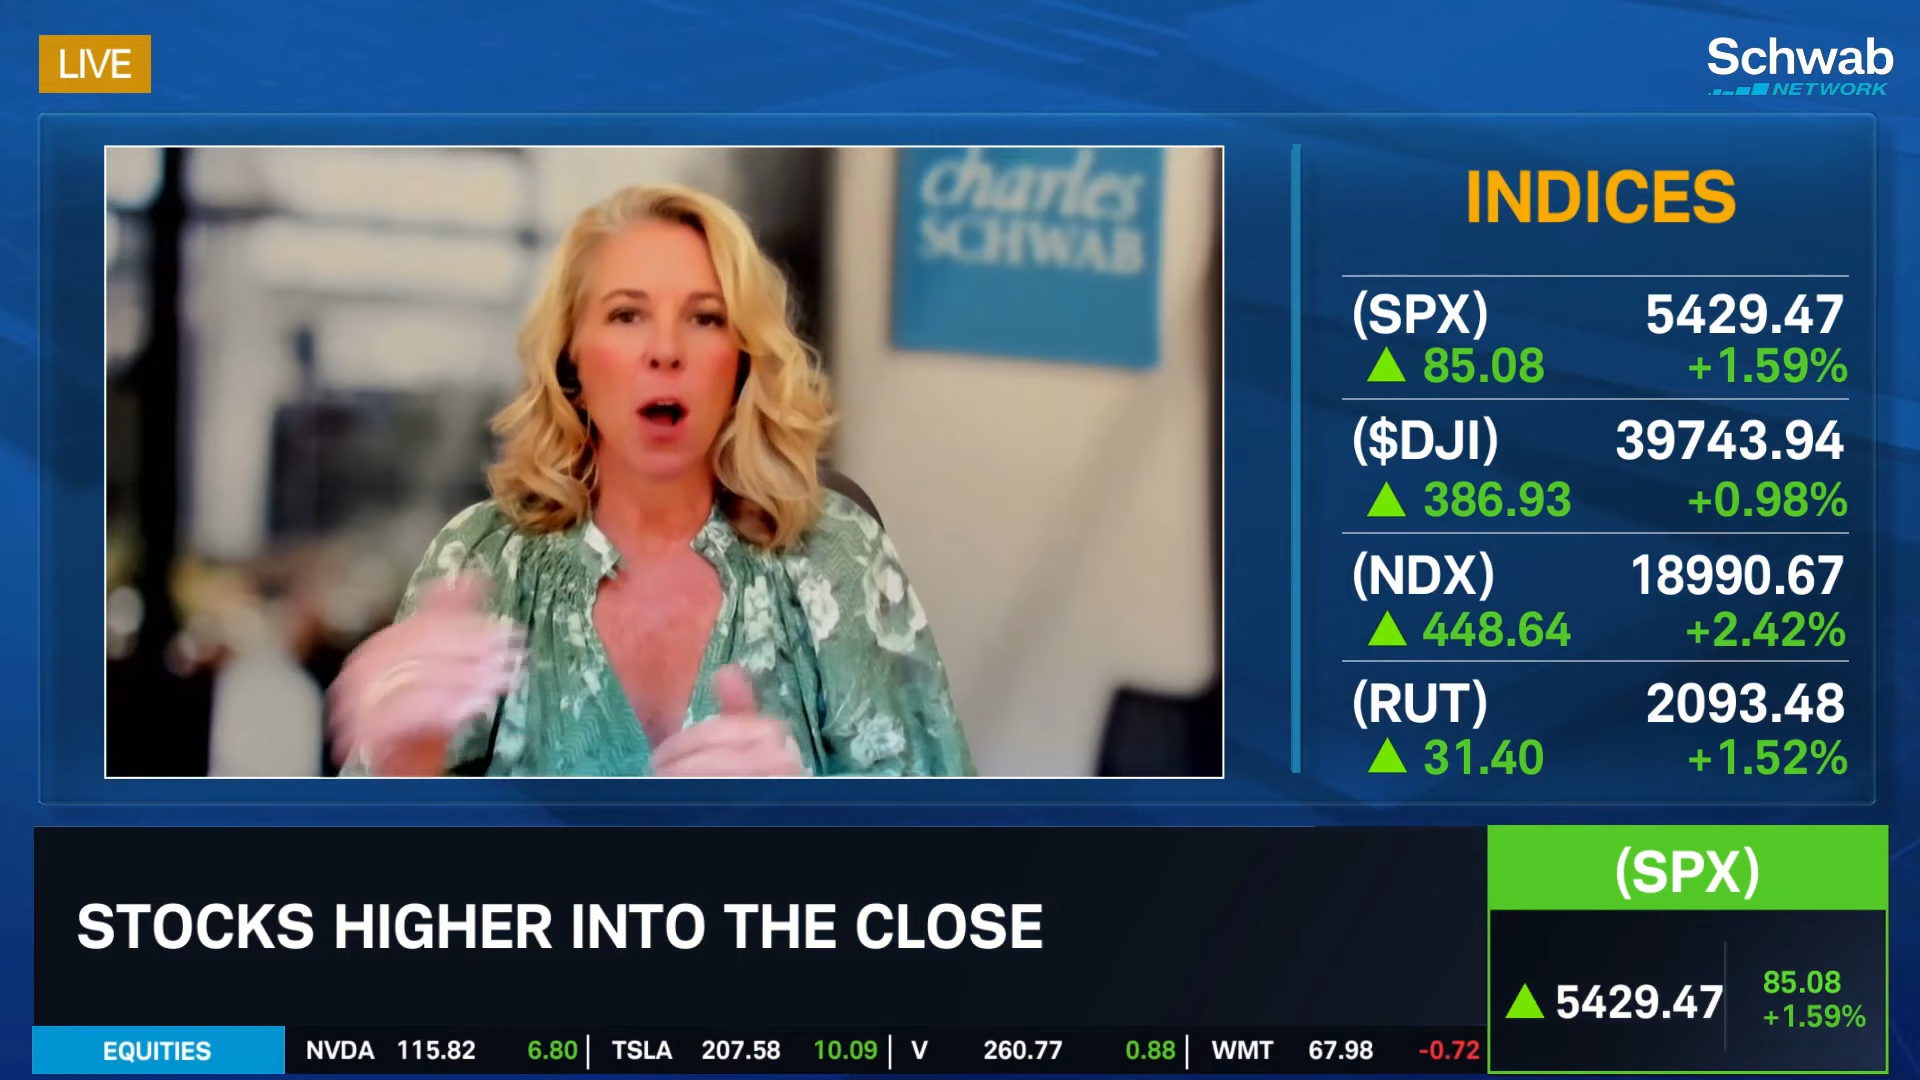 LIVE
Schwab
NETWORK
charles
SCHWAB
INDICES
(SPX) 5429.47
▲ 85.08 +1.59%
($DJI) 39743.94
▲ 386.93 +0.98%
(NDX) 18990.67
▲ 448.64 +2.42%
(RUT) 2093.48
▲ 31.40 +1.52%
STOCKS HIGHER INTO THE CLOSE
(SPX)
▲ 5429.47 85.08
+1.59%
EQUITIES NVDA 115.82 6.80 | TSLA 207.58 10.09 | V 260.77 0.88 | WMT 67.98 -0.72